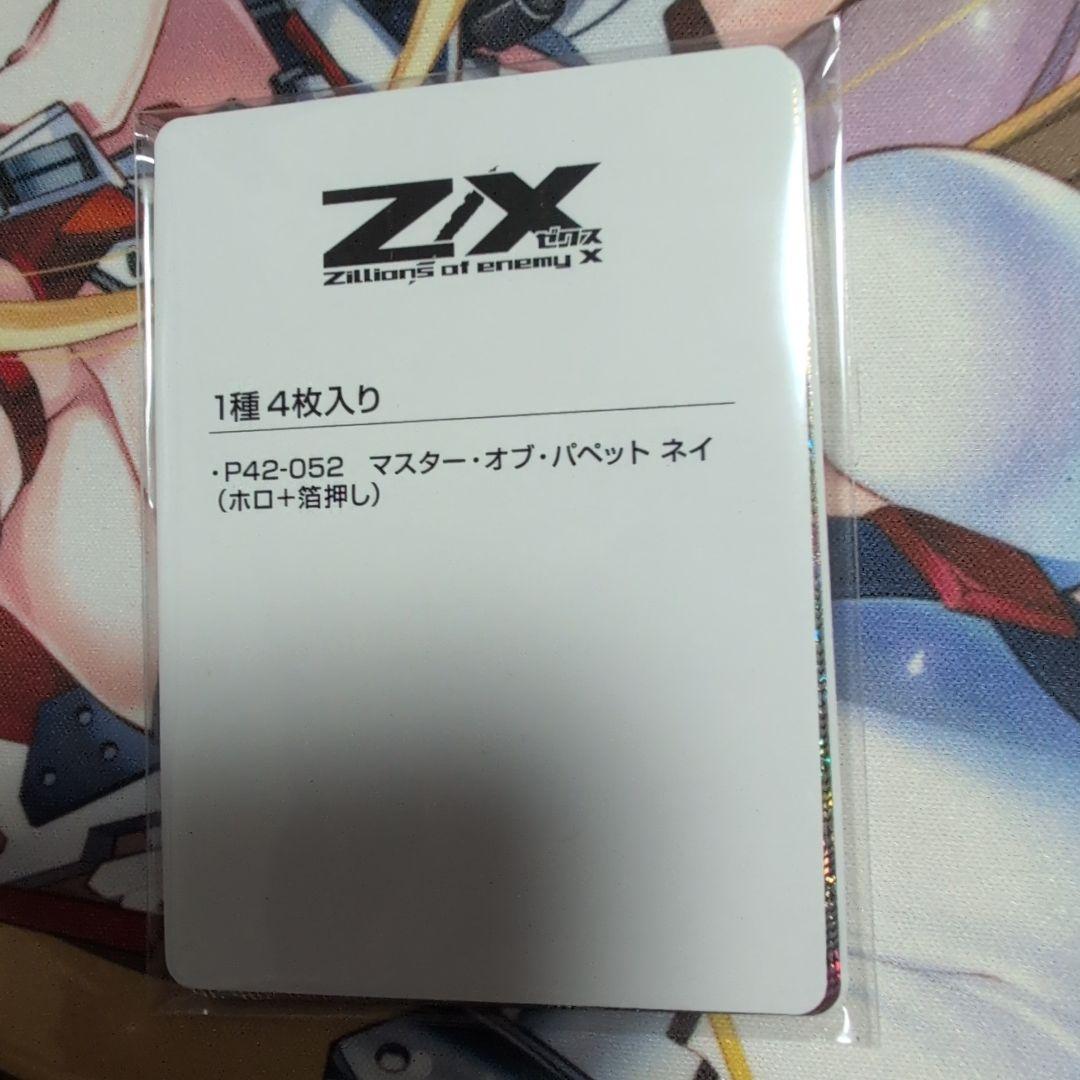 Z/X
ゼクス
Zillions of enemy X
1種4枚入り
・P42-052 マスター・オブ・パペット ネイ
（ホロ＋箔押し）